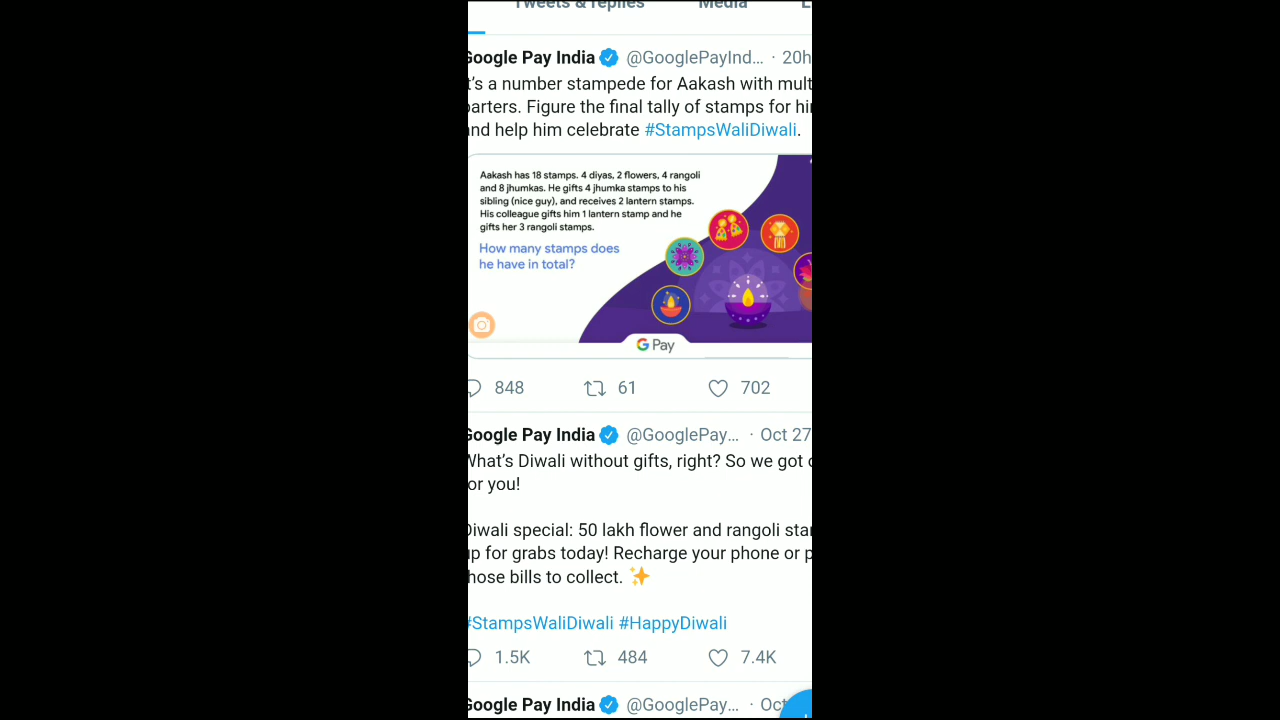 Tweets & replies Media
Google Pay India @GooglePayInd... · 20h
t's a number stampede for Aakash with mult
arters. Figure the final tally of stamps for hi
and help him celebrate #StampsWaliDiwali.
Aakash has 18 stamps. 4 diyas, 2 flowers, 4 rangoli
and 8 jhumkas. He gifts 4 jhumka stamps to his
sibling (nice guy), and receives 2 lantern stamps.
His colleague gifts him 1 lantern stamp and he
gifts her 3 rangoli stamps.
How many stamps does
he have in total?
G Pay
848 61 702
Google Pay India @GooglePay... · Oct 27
What's Diwali without gifts, right? So we got
or you!
Diwali special: 50 lakh flower and rangoli sta
up for grabs today! Recharge your phone or p
hose bills to collect.
#StampsWaliDiwali #HappyDiwali
1.5K 484 7.4K
Google Pay India @GooglePay... · Oct